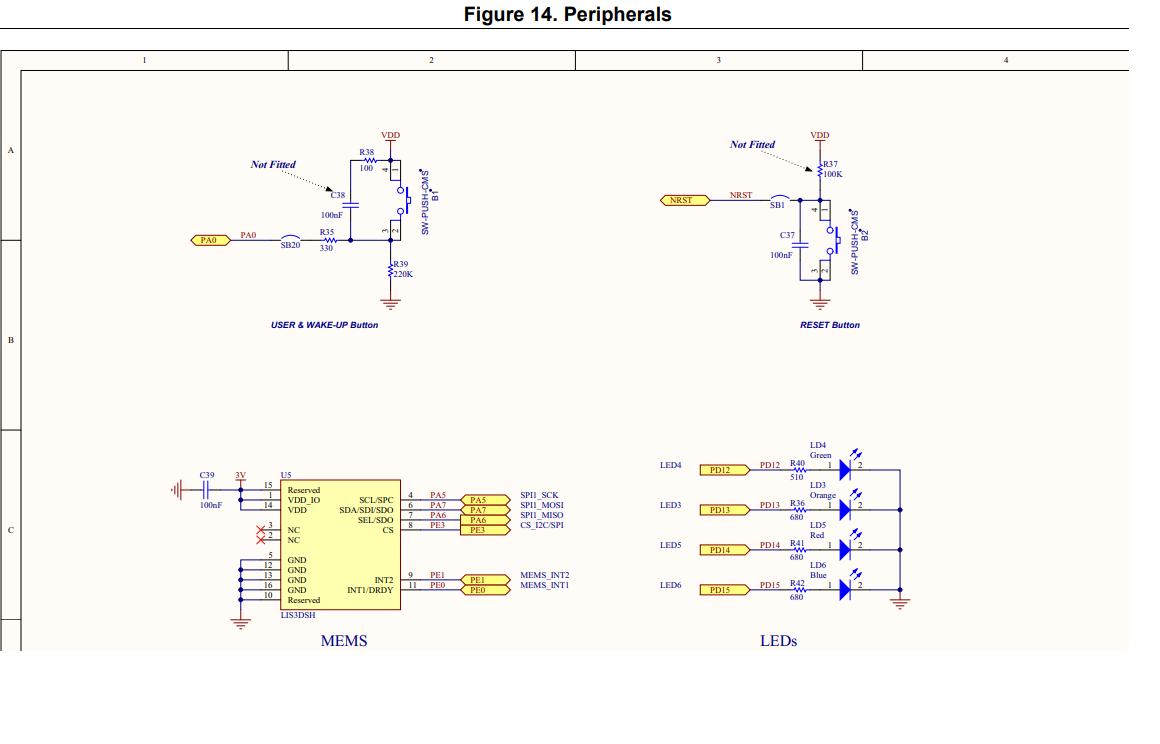 Figure 14. Peripherals
1
2
3
4
A
B
C
VDD
R38
100
Not Fitted
C38
100nF
4
1
3
2
SW-PUSH-CMS
B1
PA0
PA0
SB20
R35
330
R39
220K
USER & WAKE-UP Button
VDD
Not Fitted
R37
100K
NRST
NRST
SB1
4
1
C37
100nF
3
2
SW-PUSH-CMS
B2
RESET Button
C39
100nF
3V
U5
15
1
14
3
2
5
12
13
16
10
Reserved
VDD_IO
VDD
NC
NC
GND
GND
GND
GND
Reserved
SCL/SPC
SDA/SDI/SDO
SEL/SDO
CS
INT2
INT1/DRDY
4 PA5 PA5 SPI1_SCK
6 PA7 PA7 SPI1_MOSI
7 PA6 PA6 SPI1_MISO
8 PE3 PE3 CS_I2C/SPI
9 PE1 PE1 MEMS_INT2
11 PE0 PE0 MEMS_INT1
LIS3DSH
MEMS
LD4
Green
LED4 PD12 PD12 R40 1 2
510
LD3
Orange
LED3 PD13 PD13 R36 1 2
680
LD5
Red
LED5 PD14 PD14 R41 1 2
680
LD6
Blue
LED6 PD15 PD15 R42 1 2
680
LEDs